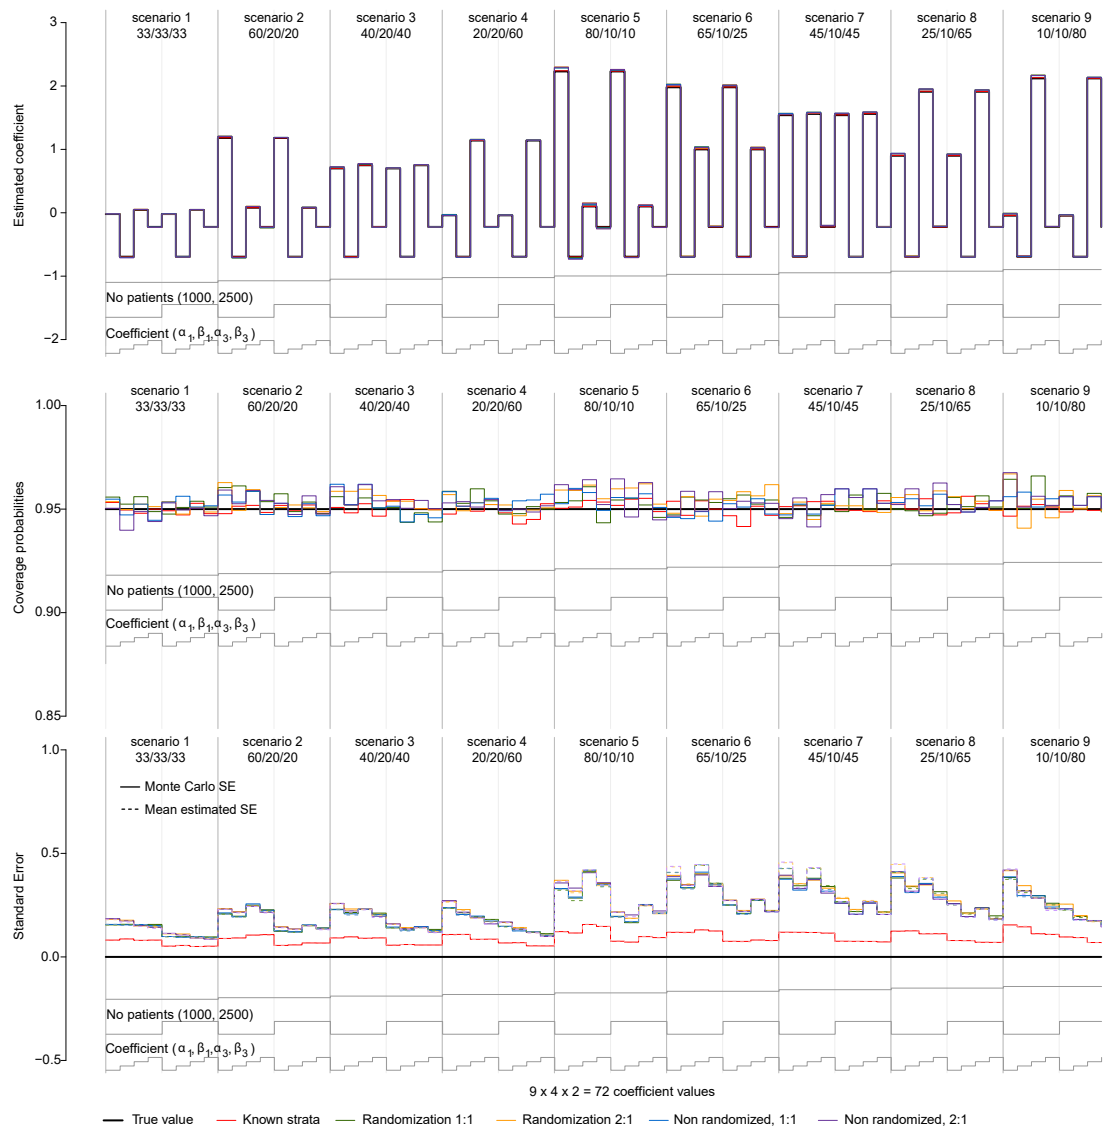 scenario 1 scenario 2 scenario 3 scenario 4 scenario 5 scenario 6 scenario 7 scenario 8 scenario 9
33/33/33 60/20/20 40/20/40 20/20/60 80/10/10 65/10/25 45/10/45 25/10/65 10/10/80
3
2
1
0
−1
−2
Estimated coefficient
No patients (1000, 2500)
Coefficient (α1,β1,α3,β3)
scenario 1 scenario 2 scenario 3 scenario 4 scenario 5 scenario 6 scenario 7 scenario 8 scenario 9
33/33/33 60/20/20 40/20/40 20/20/60 80/10/10 65/10/25 45/10/45 25/10/65 10/10/80
1.00
0.95
0.90
0.85
Coverage probabilities
No patients (1000, 2500)
Coefficient (α1,β1,α3,β3)
scenario 1 scenario 2 scenario 3 scenario 4 scenario 5 scenario 6 scenario 7 scenario 8 scenario 9
33/33/33 60/20/20 40/20/40 20/20/60 80/10/10 65/10/25 45/10/45 25/10/65 10/10/80
1.0
0.5
0.0
−0.5
Standard Error
Monte Carlo SE
Mean estimated SE
No patients (1000, 2500)
Coefficient (α1,β1,α3,β3)
9 x 4 x 2 = 72 coefficient values
True value Known strata Randomization 1:1 Randomization 2:1 Non randomized, 1:1 Non randomized, 2:1